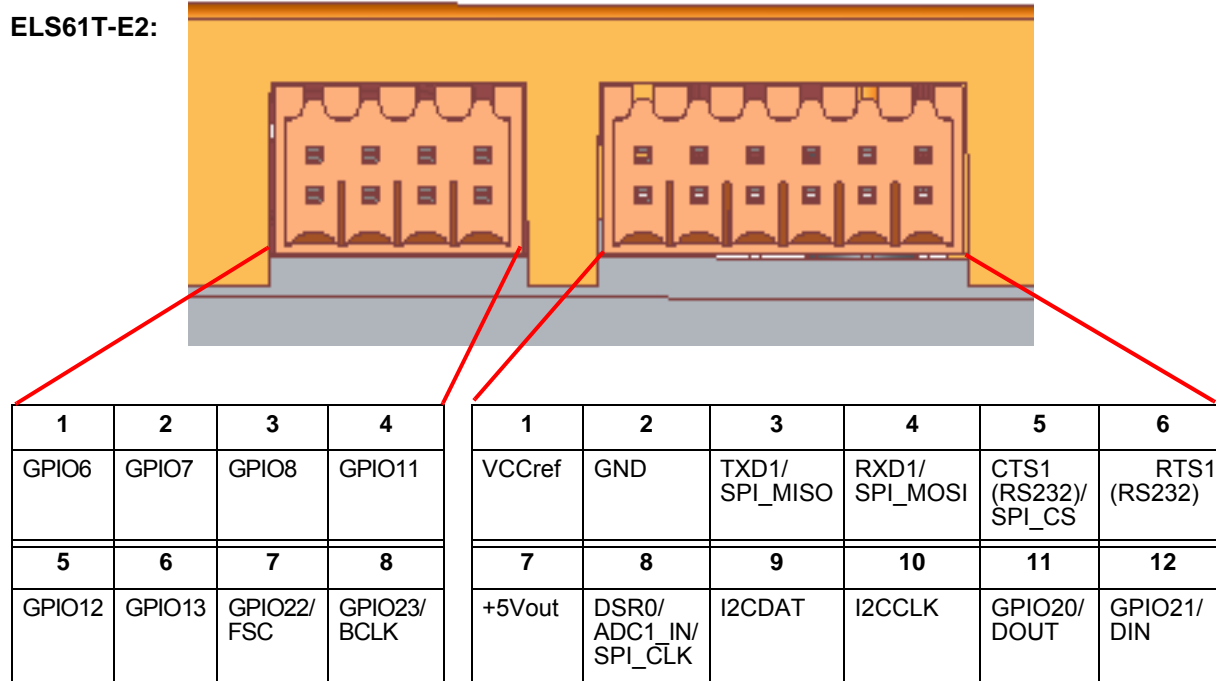 ELS61T-E2:
1 2 3 4
GPIO6 GPIO7 GPIO8 GPIO11
5 6 7 8
GPIO12 GPIO13 GPIO22/ GPIO23/
FSC BCLK
1 2 3 4 5 6
VCCref GND TXD1/ RXD1/ CTS1 RTS1
SPI_MISO SPI_MOSI (RS232)/ (RS232)
SPI_CS
7 8 9 10 11 12
+5Vout DSR0/ I2CDAT I2CCLK GPIO20/ GPIO21/
ADC1_IN/ DOUT DIN
SPI_CLK